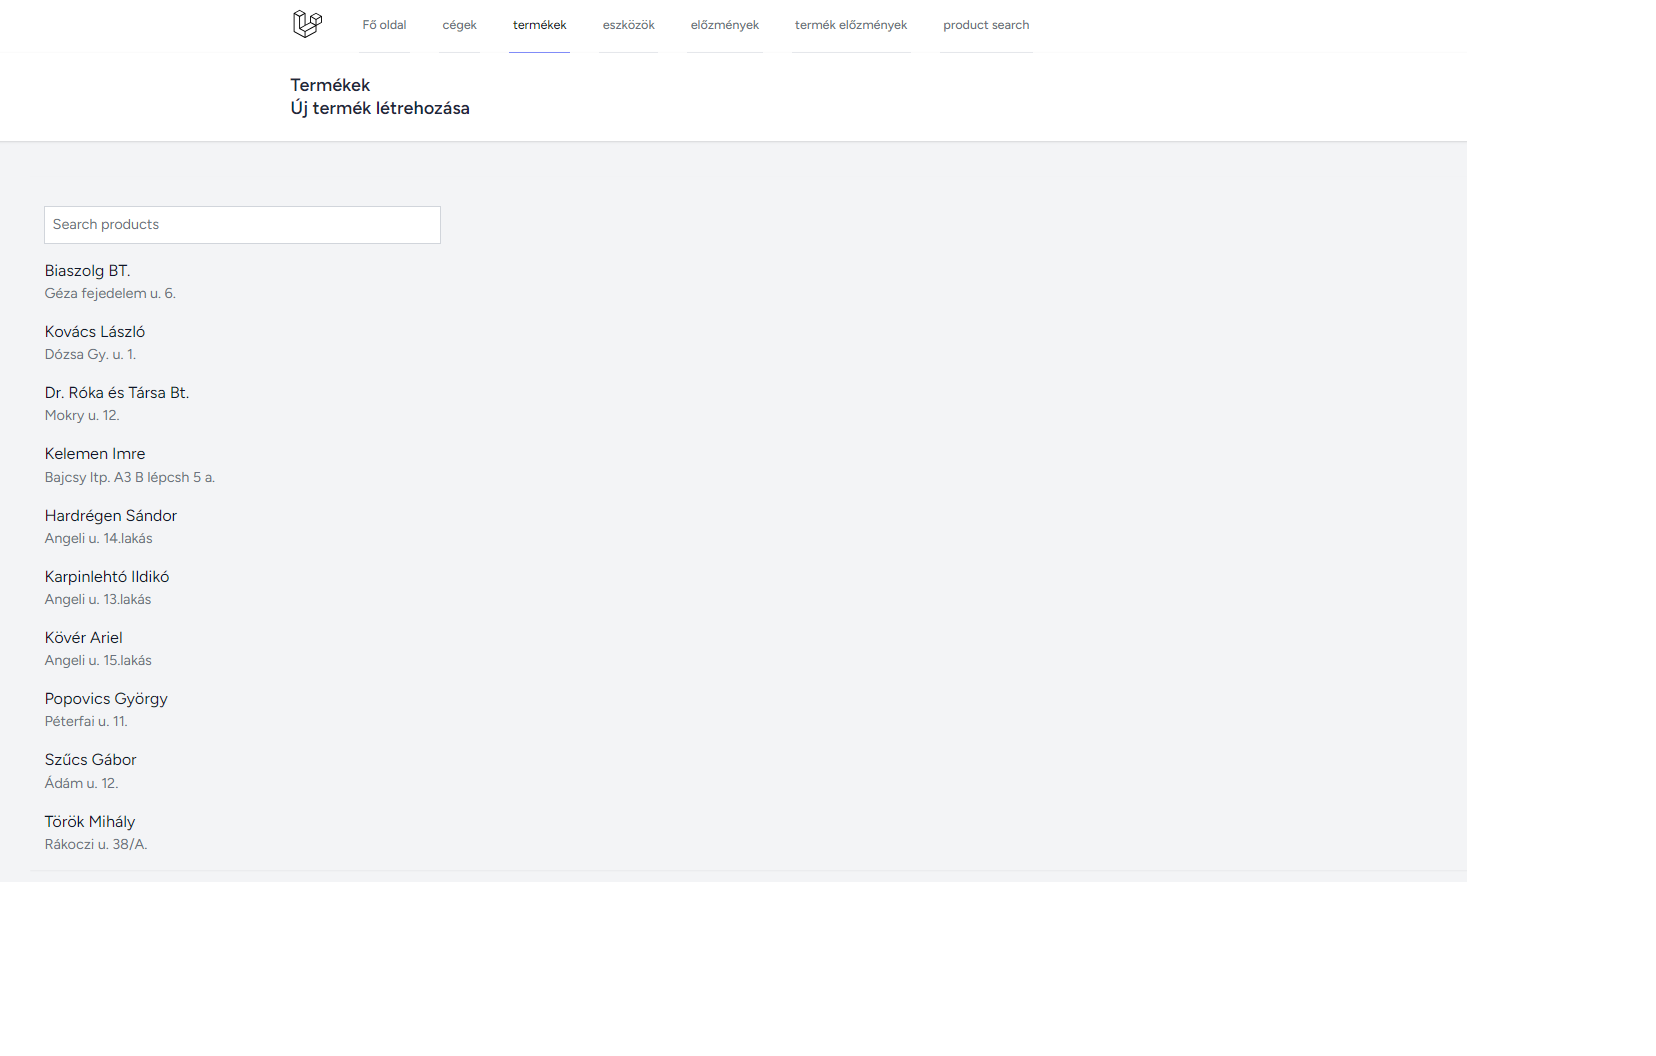 Fő oldal cégek termékek eszközök előzmények termék előzmények product search
Termékek
Új termék létrehozása
Search products
Biaszolg BT.
Géza fejedelem u. 6.
Kovács László
Dózsa Gy. u. 1.
Dr. Róka és Társa Bt.
Mokry u. 12.
Kelemen Imre
Bajcsy ltp. A3 B lépcsh 5 a.
Hardrégen Sándor
Angeli u. 14.lakás
Karpinlehtó Ildikó
Angeli u. 13.lakás
Kövér Ariel
Angeli u. 15.lakás
Popovics György
Péterfai u. 11.
Szűcs Gábor
Ádám u. 12.
Török Mihály
Rákoczi u. 38/A.